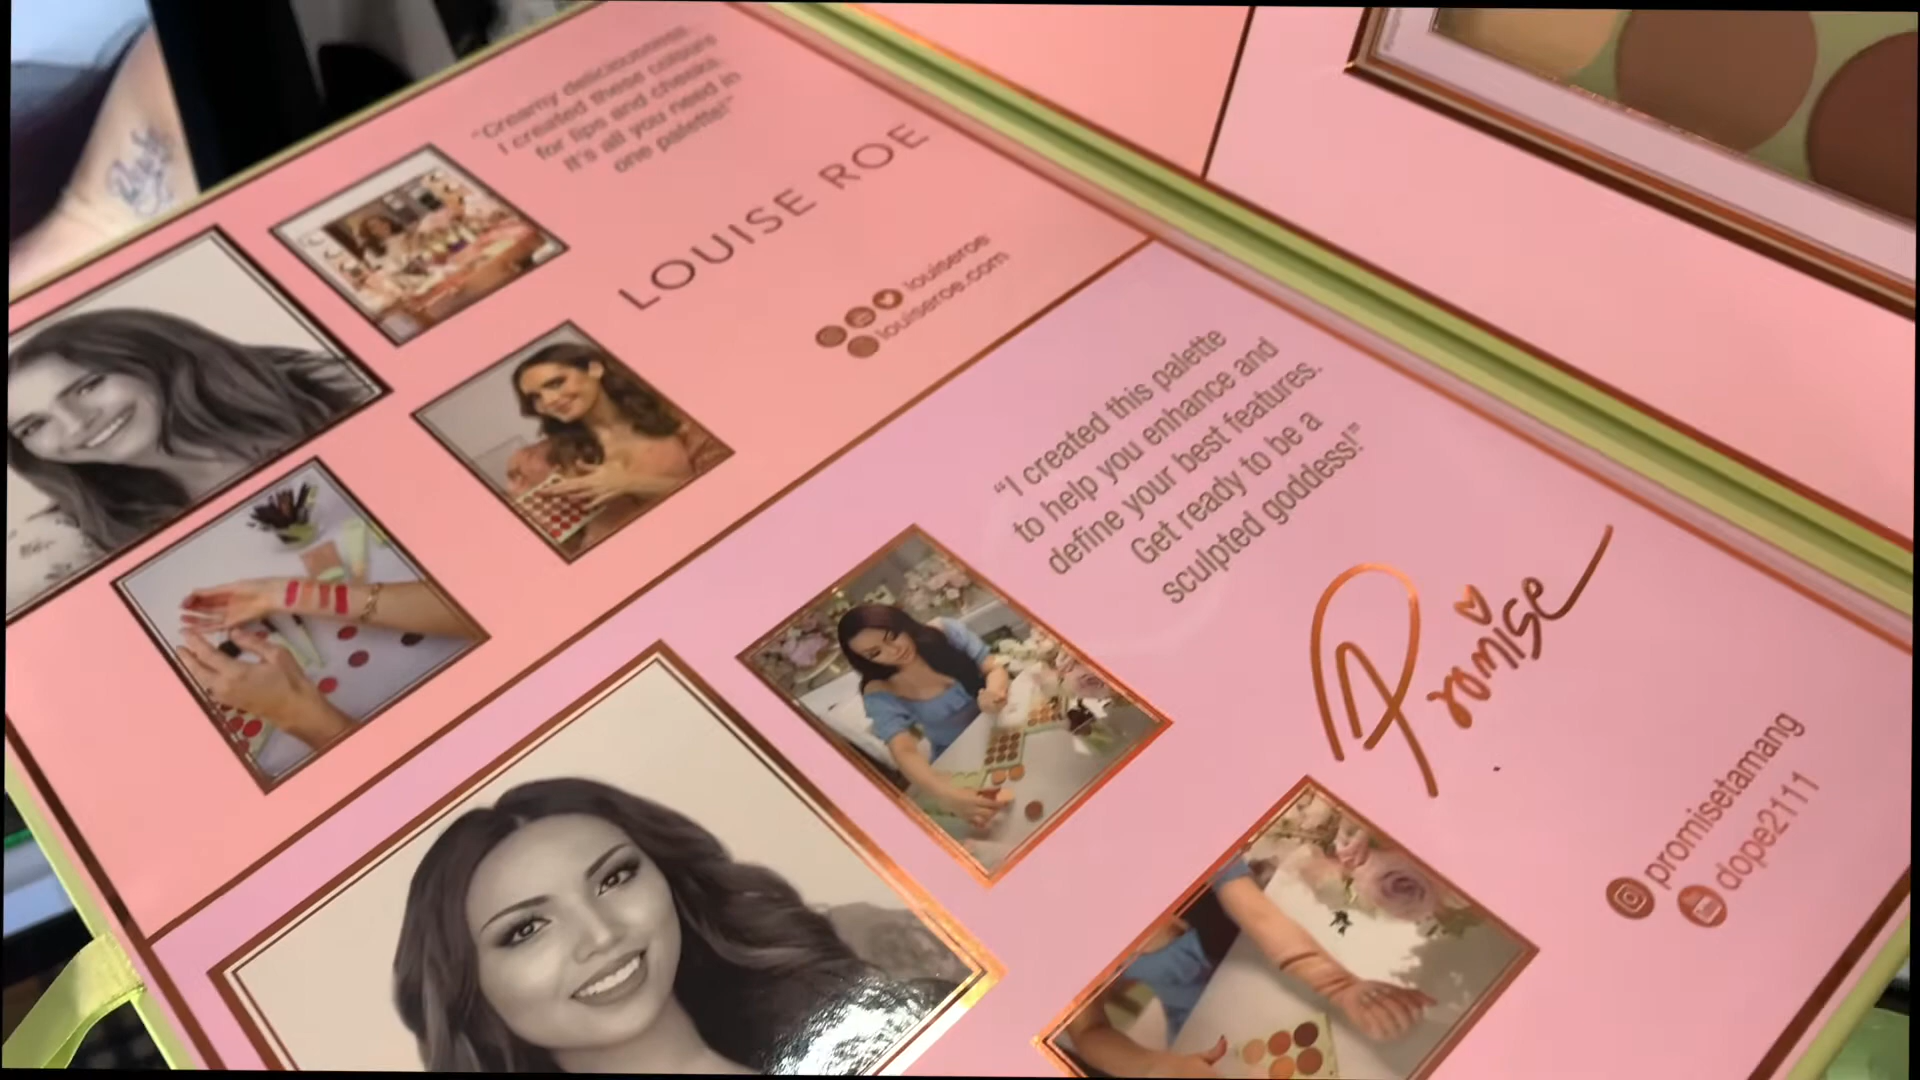 "Creamy deliciousness.
I created these colours
for lips and cheeks.
It's all you need in
one palette!"
LOUISE ROE
louiseroe
louiseroe.com
"I created this palette
to help you enhance and
define your best features.
Get ready to be a
sculpted goddess!"
Promise
promisetamang
dope2111